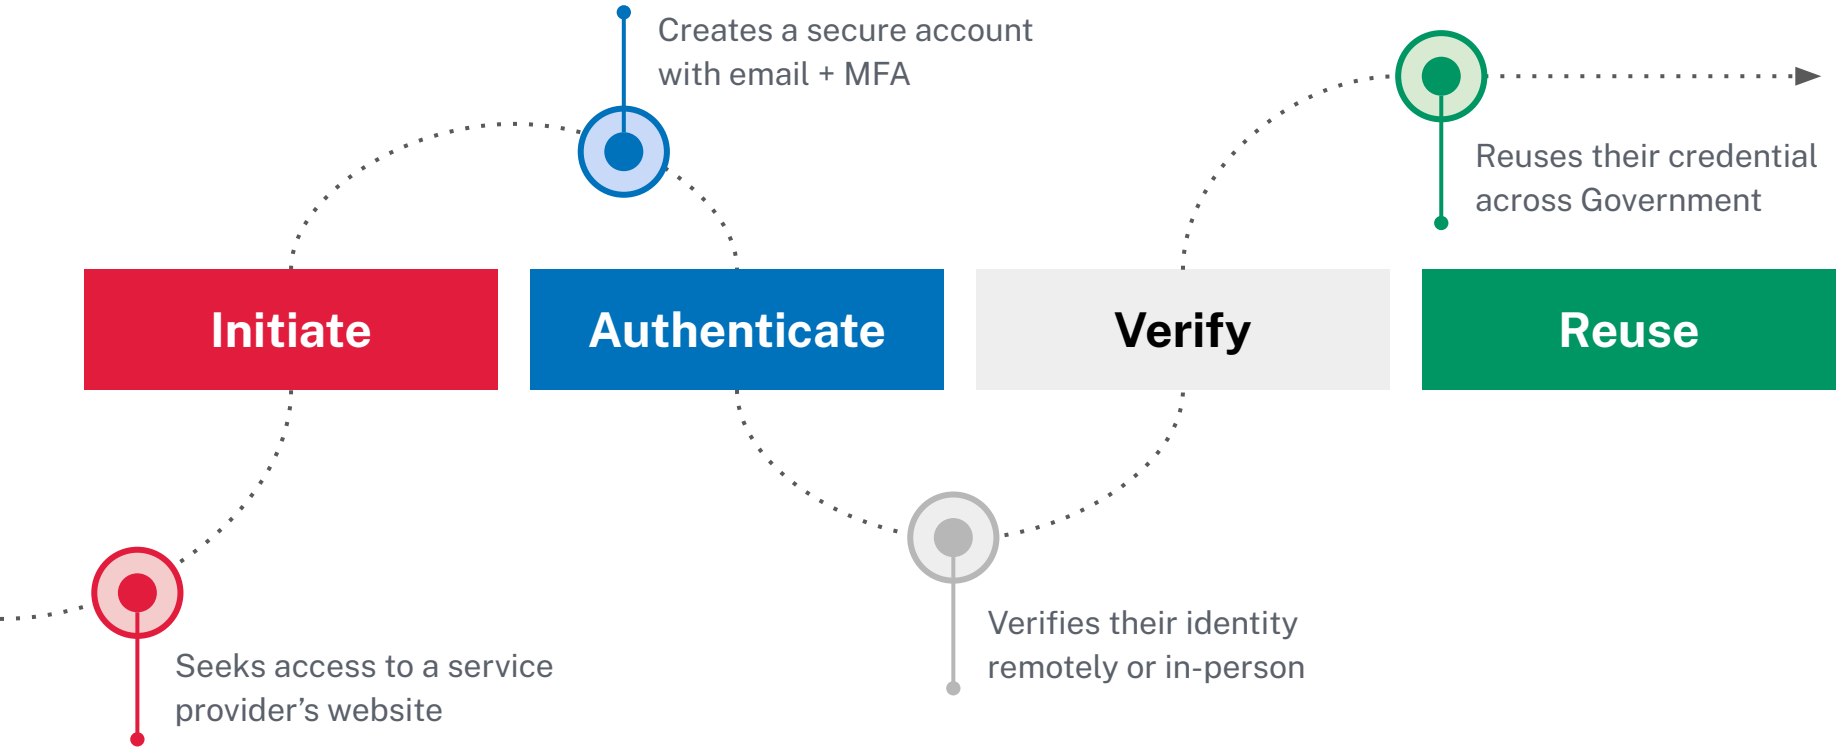 Creates a secure account
with email + MFA
Reuses their credential
across Government
Initiate
Authenticate
Verify
Reuse
Verifies their identity
remotely or in-person
Seeks access to a service
provider’s website